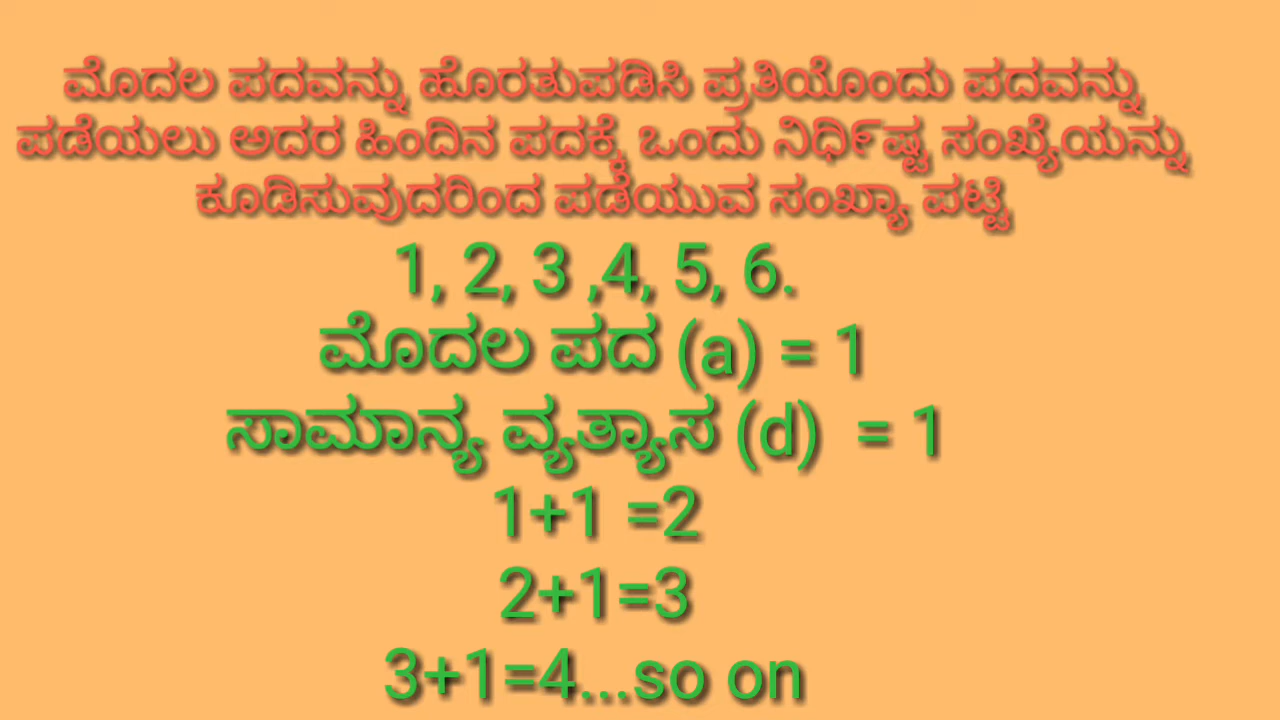 ಮೊದಲ ಪದವನ್ನು ಹೊರತುಪಡಿಸಿ ಪ್ರತಿಯೊಂದು ಪದವನ್ನು
ಪಡೆಯಲು ಅದರ ಹಿಂದಿನ ಪದಕ್ಕೆ ಒಂದು ನಿರ್ಧಿಷ್ಟ ಸಂಖ್ಯೆಯನ್ನು
ಕೂಡಿಸುವುದರಿಂದ ಪಡೆಯುವ ಸಂಖ್ಯಾ ಪಟ್ಟಿ
1, 2, 3 ,4, 5, 6.
ಮೊದಲ ಪದ (a) = 1
ಸಾಮಾನ್ಯ ವ್ಯತ್ಯಾಸ (d) = 1
1+1 =2
2+1=3
3+1=4...so on